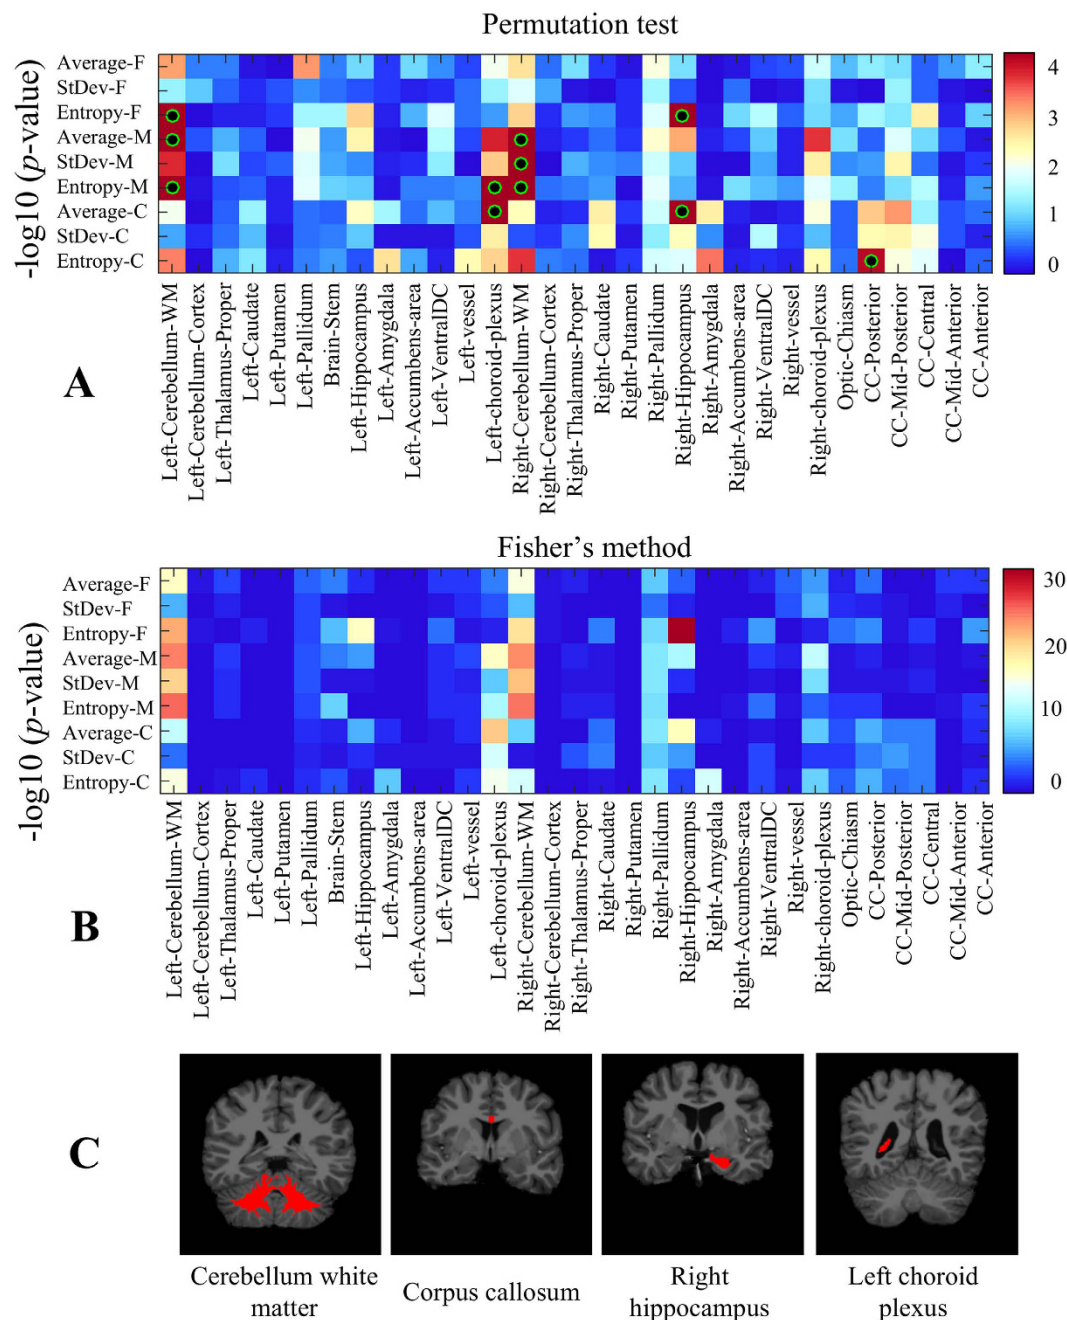 Permutation test
-log10 (p-value)
Average-F
StDev-F
Entropy-F
Average-M
StDev-M
Entropy-M
Average-C
StDev-C
Entropy-C
4
3
2
1
0
A
Left-Cerebellum-WM
Left-Cerebellum-Cortex
Left-Thalamus-Proper
Left-Caudate
Left-Putamen
Left-Pallidum
Brain-Stem
Left-Hippocampus
Left-Amygdala
Left-Accumbens-area
Left-VentralDC
Left-vessel
Left-choroid-plexus
Right-Cerebellum-WM
Right-Cerebellum-Cortex
Right-Thalamus-Proper
Right-Caudate
Right-Putamen
Right-Pallidum
Right-Hippocampus
Right-Amygdala
Right-Accumbens-area
Right-VentralDC
Right-vessel
Right-choroid-plexus
Optic-Chiasm
CC-Posterior
CC-Mid-Posterior
CC-Central
CC-Mid-Anterior
CC-Anterior
Fisher's method
-log10 (p-value)
Average-F
StDev-F
Entropy-F
Average-M
StDev-M
Entropy-M
Average-C
StDev-C
Entropy-C
30
20
10
0
B
Left-Cerebellum-WM
Left-Cerebellum-Cortex
Left-Thalamus-Proper
Left-Caudate
Left-Putamen
Left-Pallidum
Brain-Stem
Left-Hippocampus
Left-Amygdala
Left-Accumbens-area
Left-VentralDC
Left-vessel
Left-choroid-plexus
Right-Cerebellum-WM
Right-Cerebellum-Cortex
Right-Thalamus-Proper
Right-Caudate
Right-Putamen
Right-Pallidum
Right-Hippocampus
Right-Amygdala
Right-Accumbens-area
Right-VentralDC
Right-vessel
Right-choroid-plexus
Optic-Chiasm
CC-Posterior
CC-Mid-Posterior
CC-Central
CC-Mid-Anterior
CC-Anterior
C
Cerebellum white
matter
Corpus callosum
Right
hippocampus
Left choroid
plexus